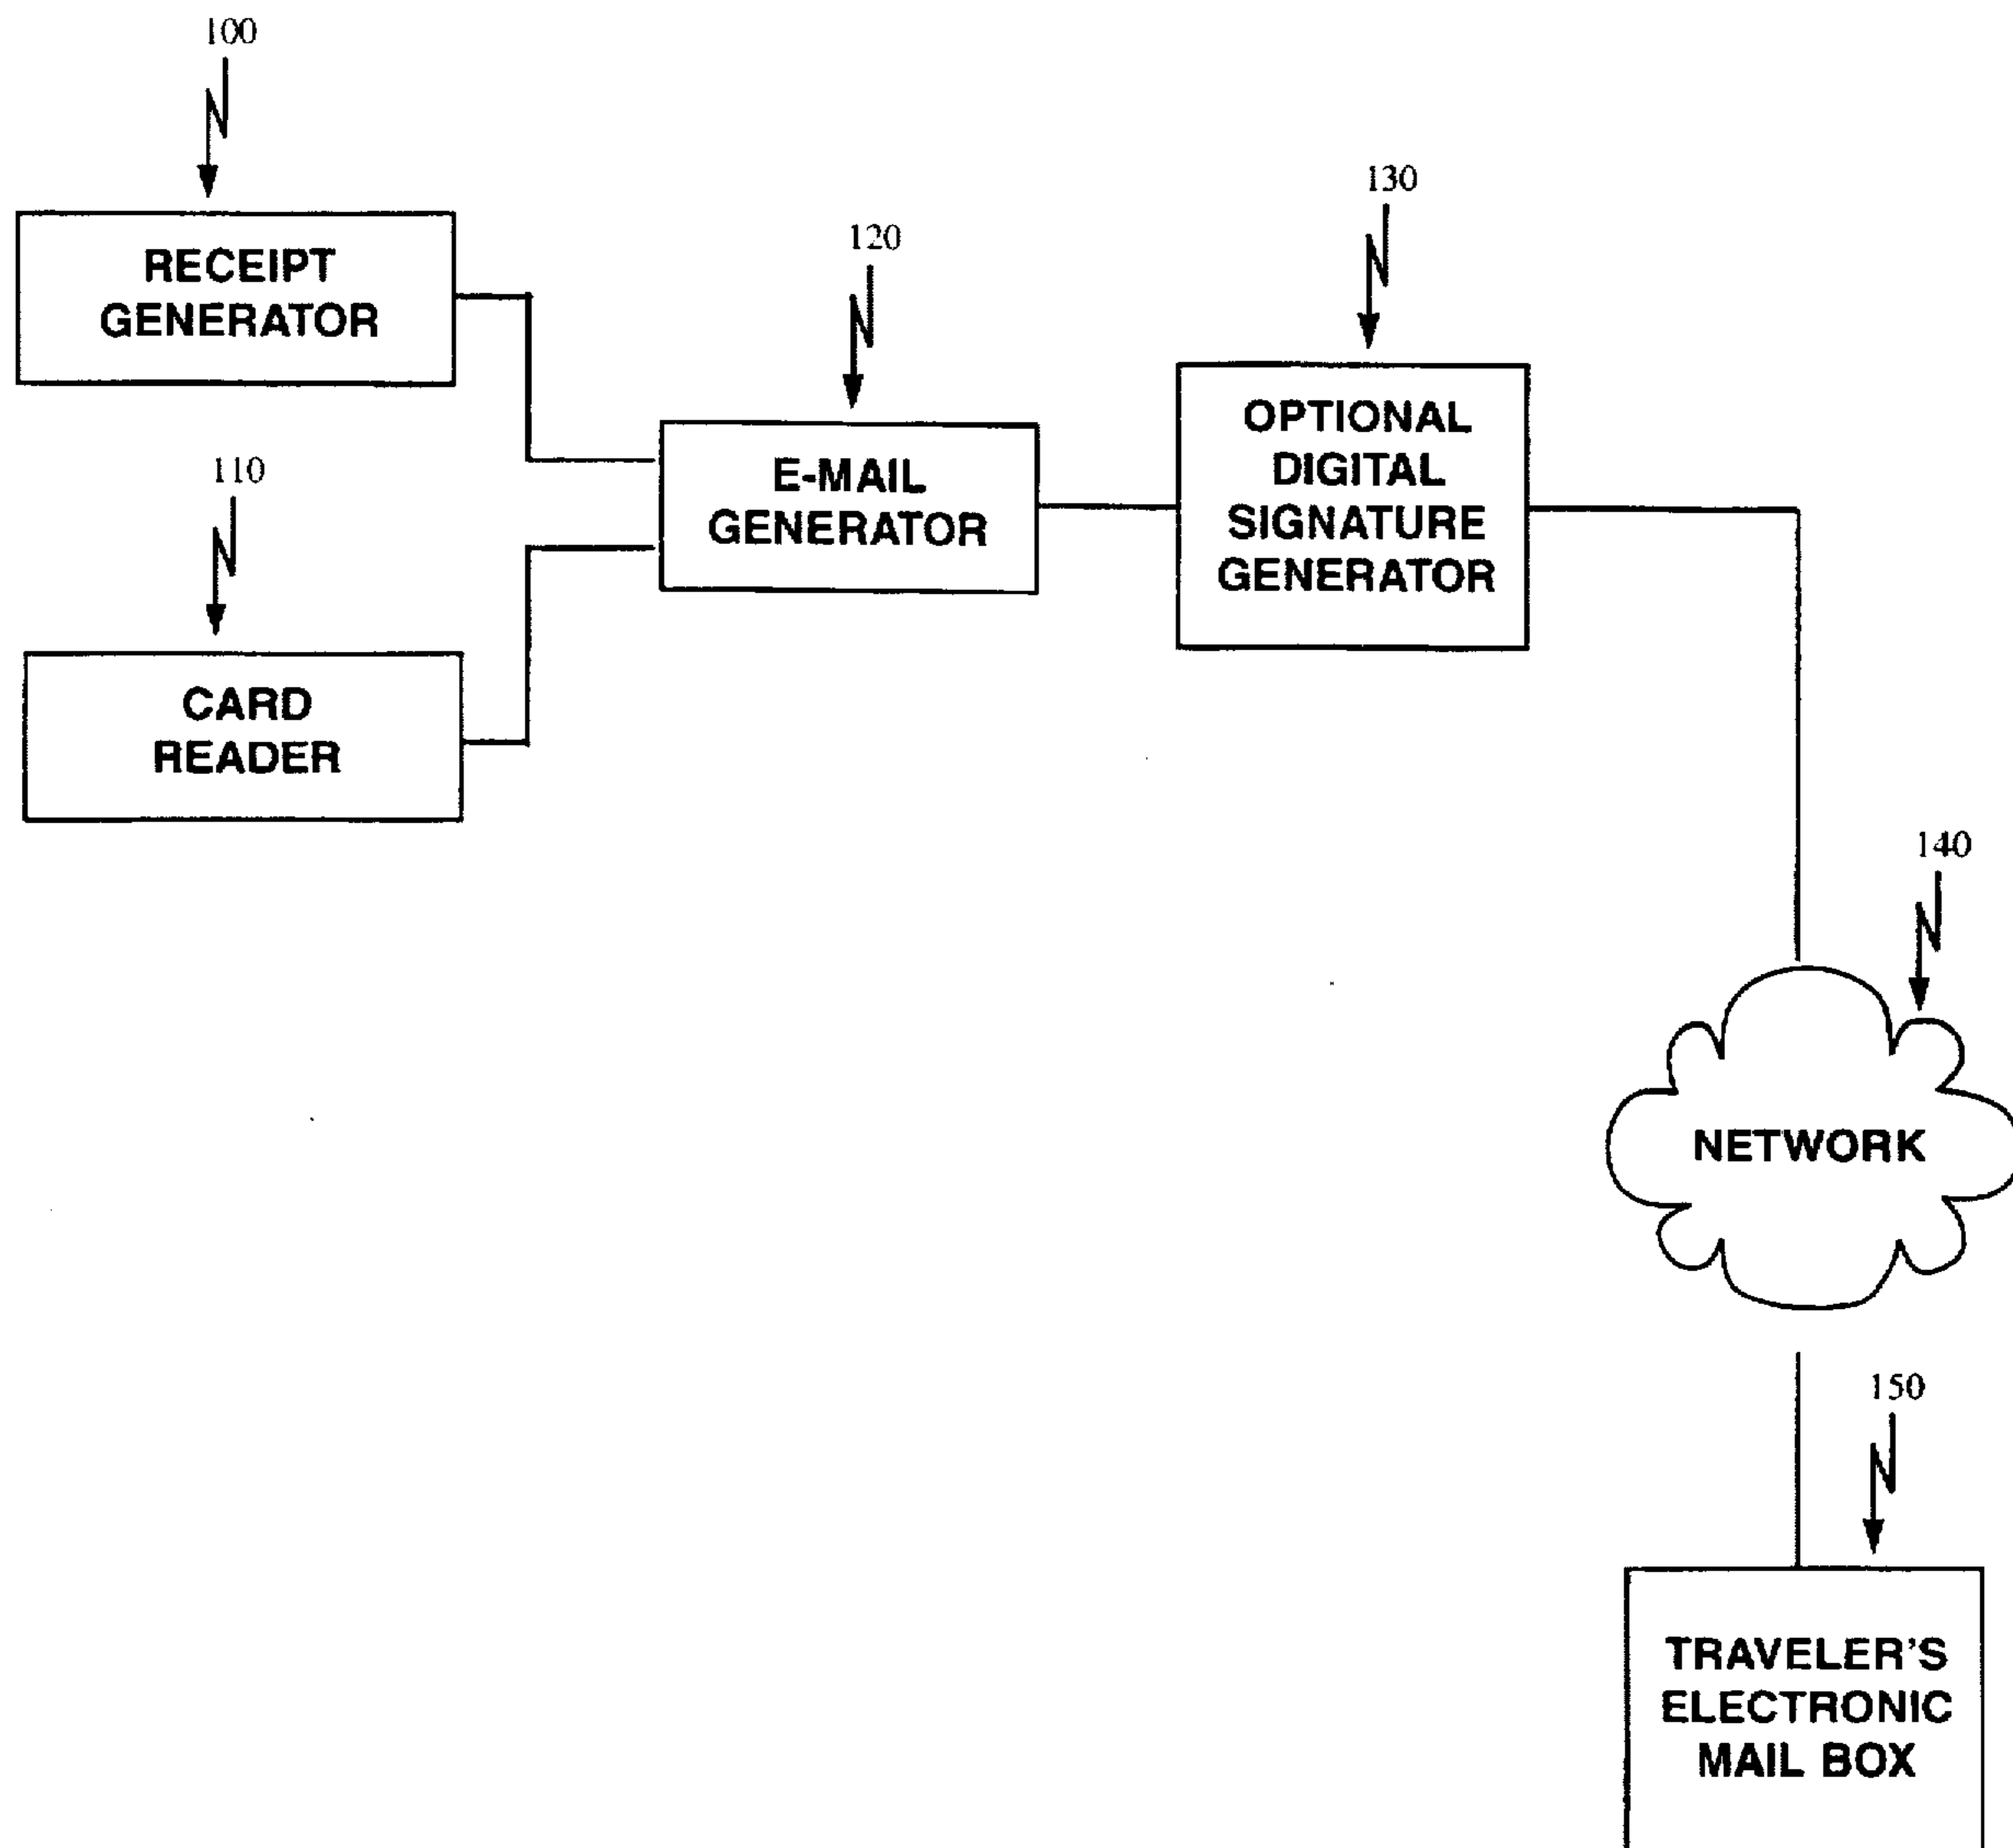 100
RECEIPT
GENERATOR
110
CARD
READER
120
E-MAIL
GENERATOR
130
OPTIONAL
DIGITAL
SIGNATURE
GENERATOR
140
NETWORK
150
TRAVELER'S
ELECTRONIC
MAIL BOX